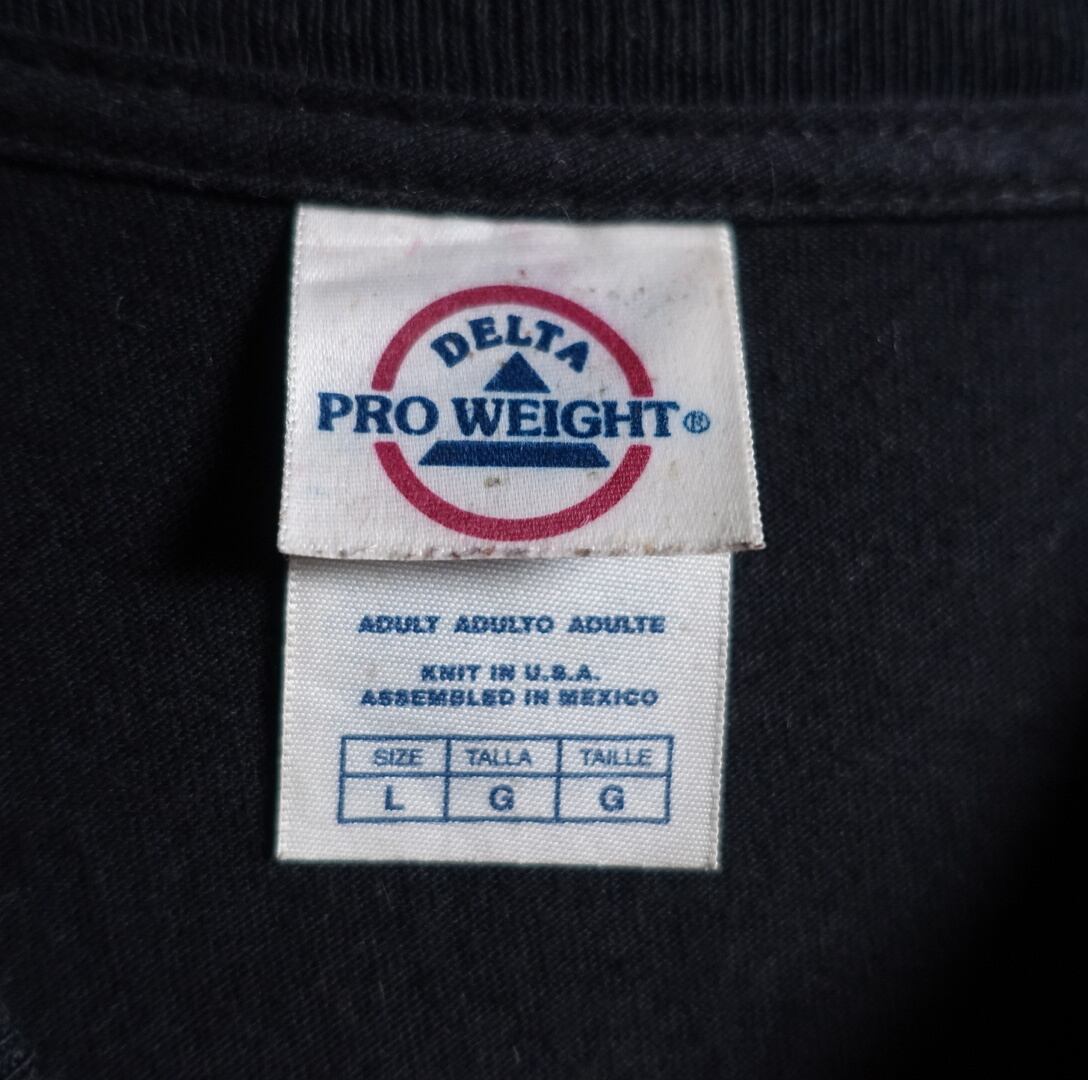 DELTA
PRO WEIGHT®
ADULT ADULTO ADULTE
KNIT IN U.S.A.
ASSEMBLED IN MEXICO
SIZE TALLA TAILLE
L G G